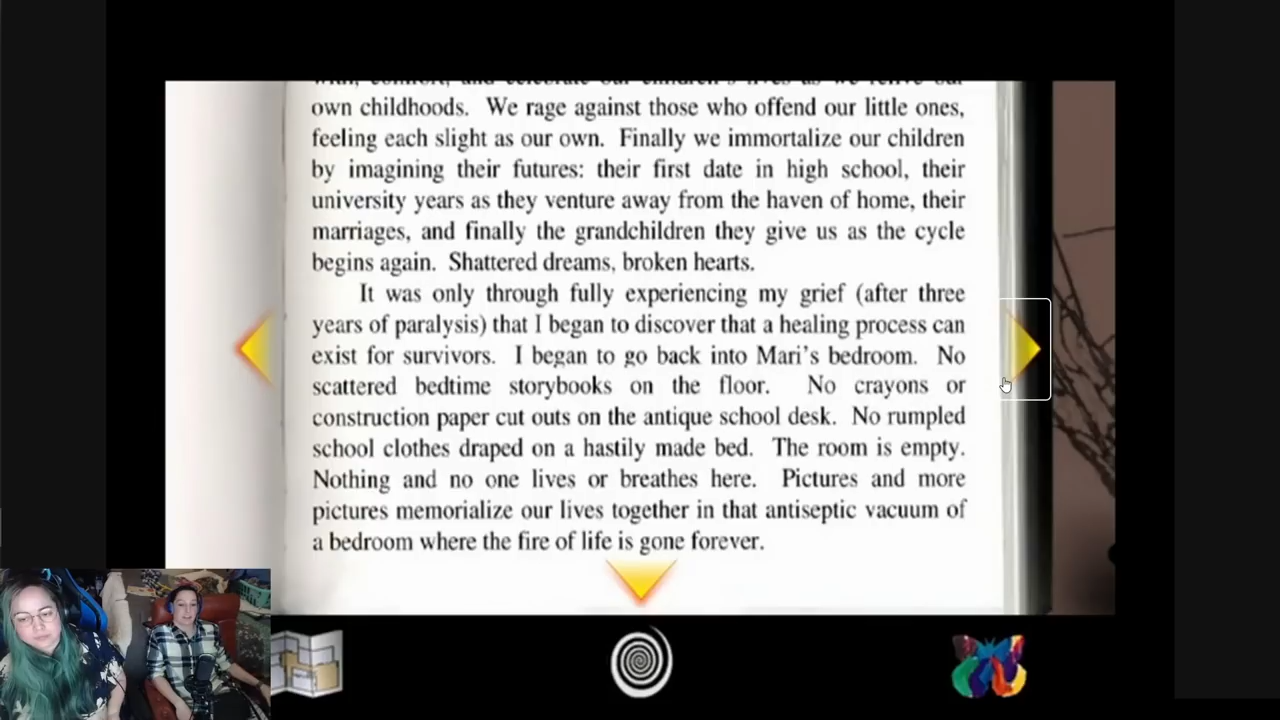 own childhoods. We rage against those who offend our little ones,
feeling each slight as our own. Finally we immortalize our children
by imagining their futures: their first date in high school, their
university years as they venture away from the haven of home, their
marriages, and finally the grandchildren they give us as the cycle
begins again. Shattered dreams, broken hearts.
It was only through fully experiencing my grief (after three
years of paralysis) that I began to discover that a healing process can
exist for survivors. I began to go back into Mari's bedroom. No
scattered bedtime storybooks on the floor. No crayons or
construction paper cut outs on the antique school desk. No rumpled
school clothes draped on a hastily made bed. The room is empty.
Nothing and no one lives or breathes here. Pictures and more
pictures memorialize our lives together in that antiseptic vacuum of
a bedroom where the fire of life is gone forever.